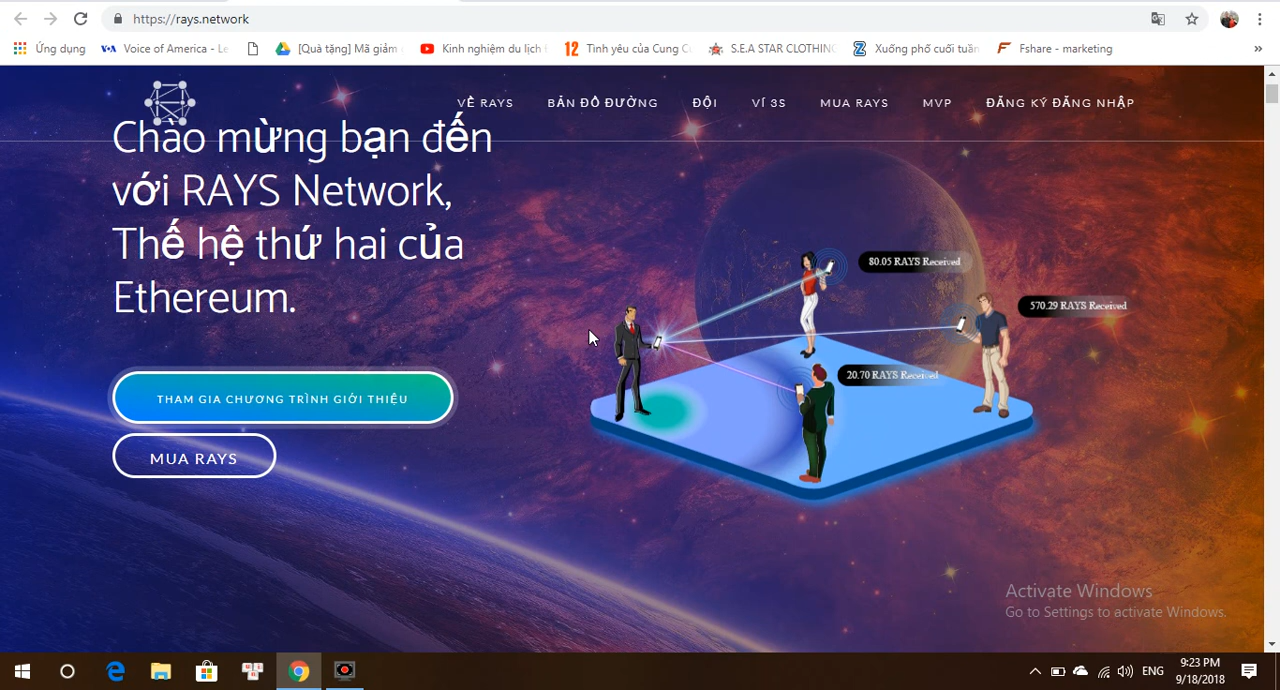 https://rays.network
Ứng dụng
Voice of America - Le
[Quà tặng] Mã giảm
Kinh nghiệm du lịch
Tình yêu của Cung
S.E.A STAR CLOTHING
Xuống phố cuối tuần
Fshare - marketing
VỀ RAYS
BẢN ĐỒ ĐƯỜNG
ĐỘI
VÍ 3S
MUA RAYS
MVP
ĐĂNG KÝ ĐĂNG NHẬP
Chào mừng bạn đến
với RAYS Network,
Thế hệ thứ hai của
Ethereum.
80.05 RAYS Received
570.29 RAYS Received
20.70 RAYS Received
THAM GIA CHƯƠNG TRÌNH GIỚI THIỆU
MUA RAYS
Activate Windows
Go to Settings to activate Windows.
ENG
9:23 PM
9/18/2018